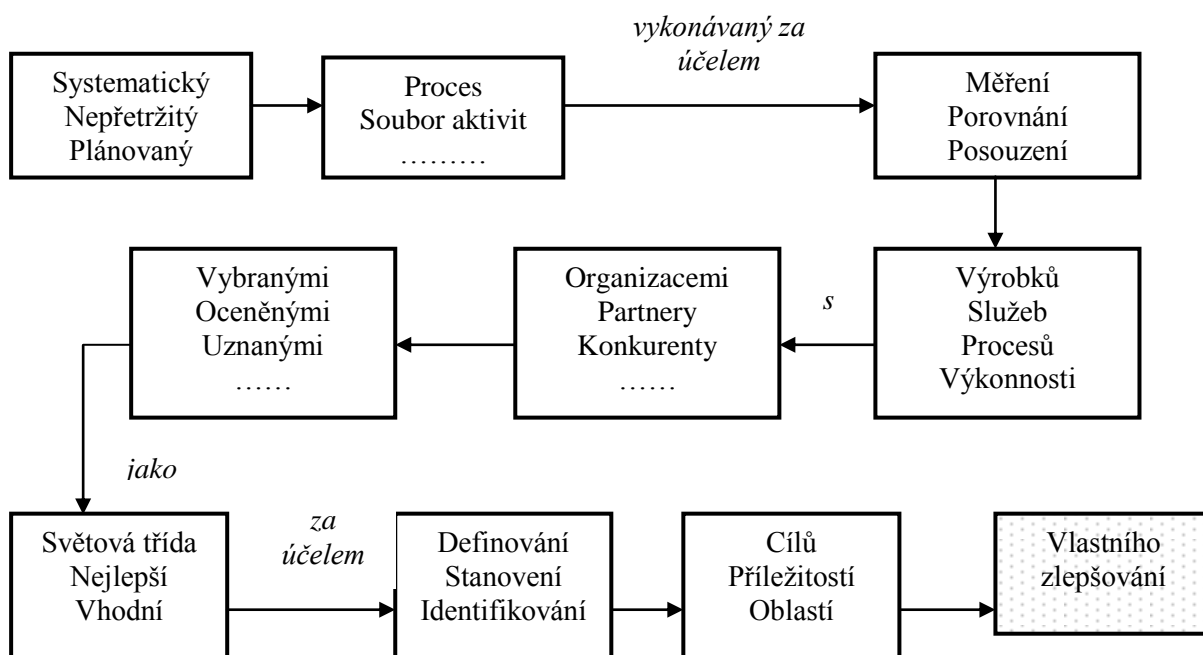 Systematický
Nepřetržitý
Plánovaný
Proces
Soubor aktivit
………
vykonávaný za
účelem
Měření
Porovnání
Posouzení
Výrobků
Služeb
Procesů
Výkonnosti
s
Organizacemi
Partnery
Konkurenty
……
Vybranými
Oceněnými
Uznanými
……
jako
Světová třída
Nejlepší
Vhodní
za
účelem
Definování
Stanovení
Identifikování
Cílů
Příležitostí
Oblastí
Vlastního
zlepšování